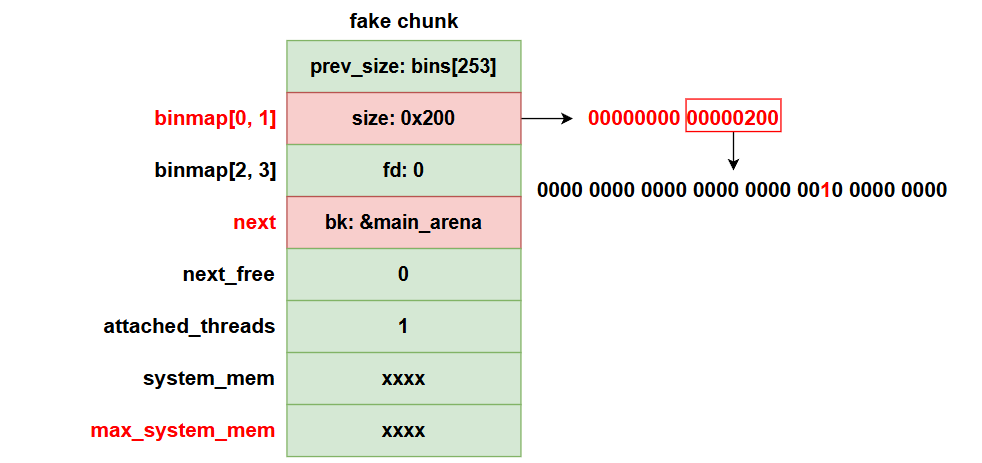 fake chunk
prev_size: bins[253]
binmap[0, 1] size: 0x200 00000000 00000200
binmap[2, 3] fd: 0
0000 0000 0000 0000 0000 0010 0000 0000
next bk: &main_arena
next_free 0
attached_threads 1
system_mem xxxx
max_system_mem xxxx